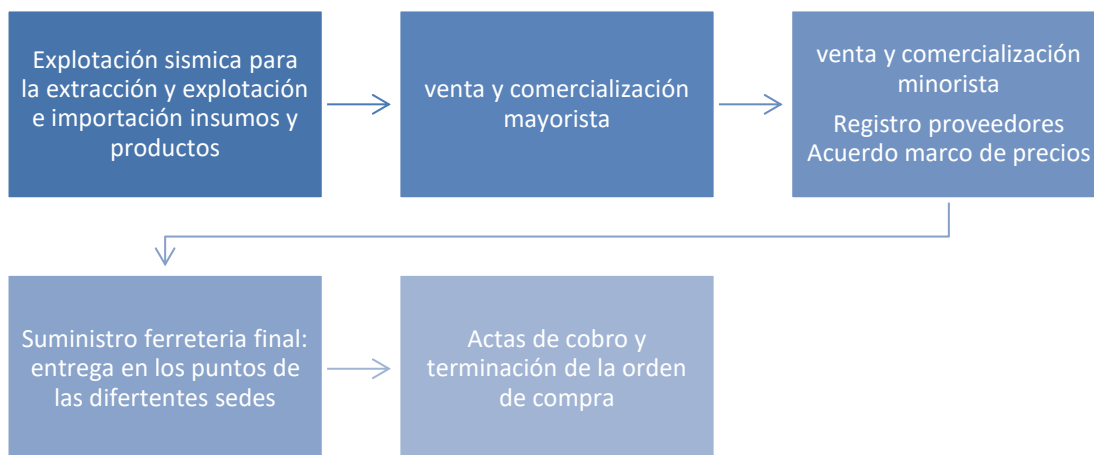 Explotación sismica para
la extracción y explotación
e importación insumos y
productos
venta y comercialización
mayorista
venta y comercialización
minorista
Registro proveedores
Acuerdo marco de precios
Suministro ferreteria final:
entrega en los puntos de
las difertentes sedes
Actas de cobro y
terminación de la orden
de compra